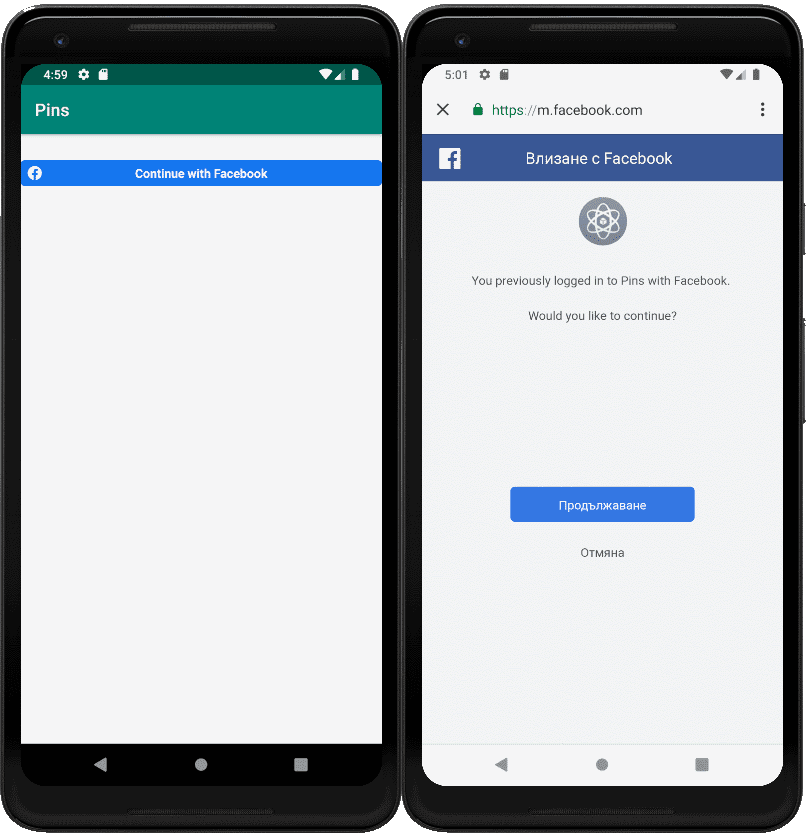 4:59
Pins
Continue with Facebook
5:01
https://m.facebook.com
Влизане с Facebook
You previously logged in to Pins with Facebook.
Would you like to continue?
Продължаване
Отмяна